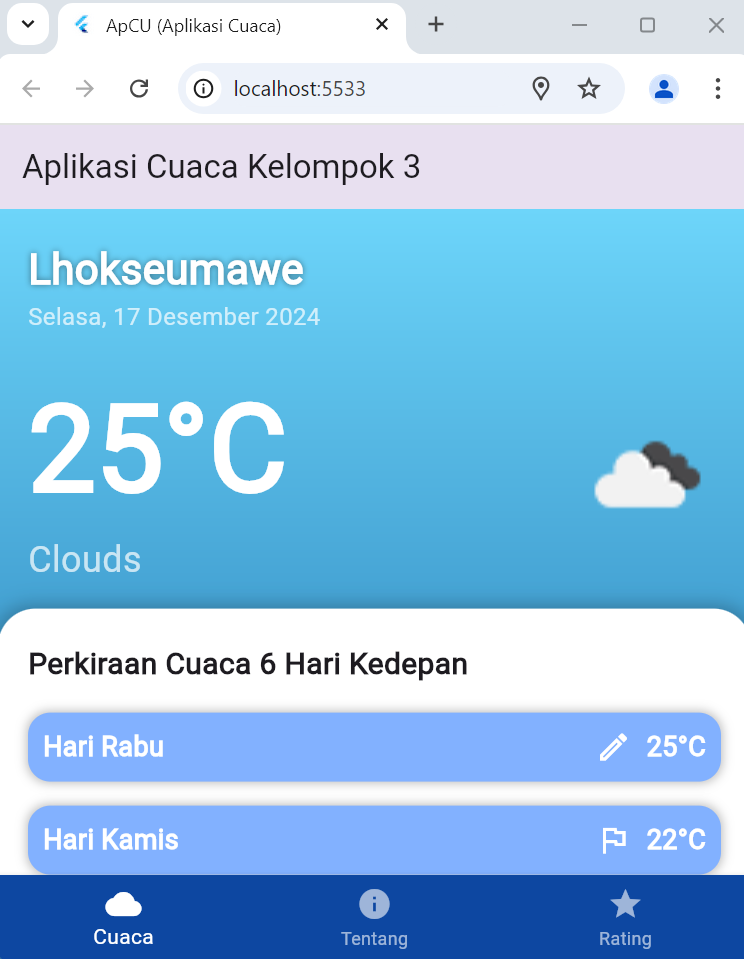 ApCU (Aplikasi Cuaca)
localhost:5533
Aplikasi Cuaca Kelompok 3
Lhokseumawe
Selasa, 17 Desember 2024
25°C
Clouds
Perkiraan Cuaca 6 Hari Kedepan
Hari Rabu 25°C
Hari Kamis 22°C
Cuaca Tentang Rating